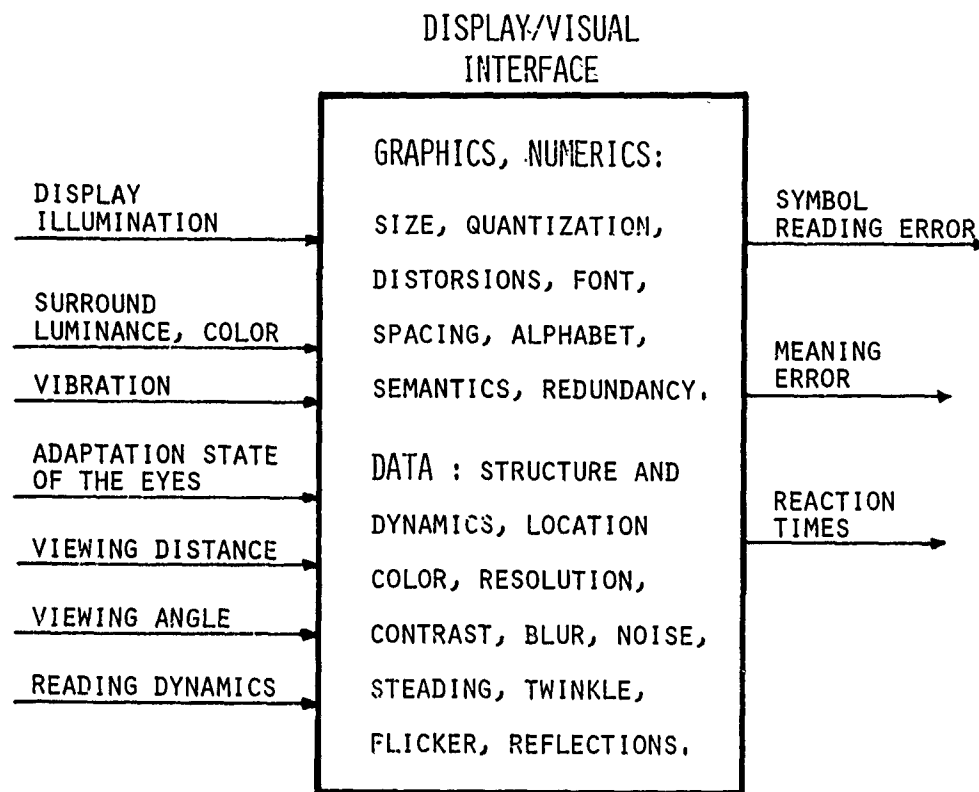 DISPLAY/VISUAL
INTERFACE
DISPLAY
ILLUMINATION
SURROUND
LUMINANCE, COLOR
VIBRATION
ADAPTATION STATE
OF THE EYES
VIEWING DISTANCE
VIEWING ANGLE
READING DYNAMICS
GRAPHICS, NUMERICS:
SIZE, QUANTIZATION,
DISTORSIONS, FONT,
SPACING, ALPHABET,
SEMANTICS, REDUNDANCY.
DATA : STRUCTURE AND
DYNAMICS, LOCATION
COLOR, RESOLUTION,
CONTRAST, BLUR, NOISE,
STEADING, TWINKLE,
FLICKER, REFLECTIONS.
SYMBOL
READING ERROR
MEANING
ERROR
REACTION
TIMES